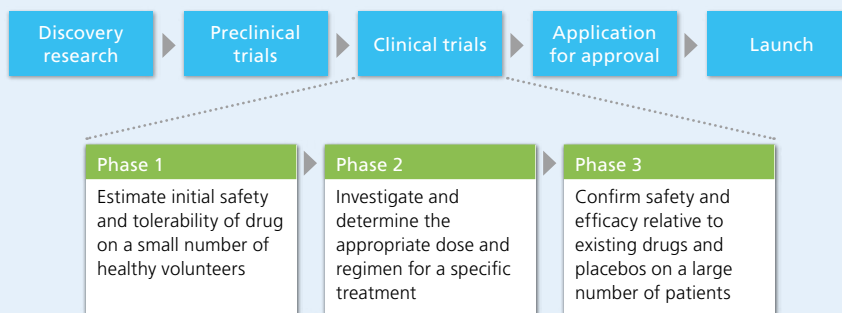 Discovery
research
Preclinical
trials
Clinical trials
Application
for approval
Launch
Phase 1
Estimate initial safety
and tolerability of drug
on a small number of
healthy volunteers
Phase 2
Investigate and
determine the
appropriate dose and
regimen for a specific
treatment
Phase 3
Confirm safety and
efficacy relative to
existing drugs and
placebos on a large
number of patients